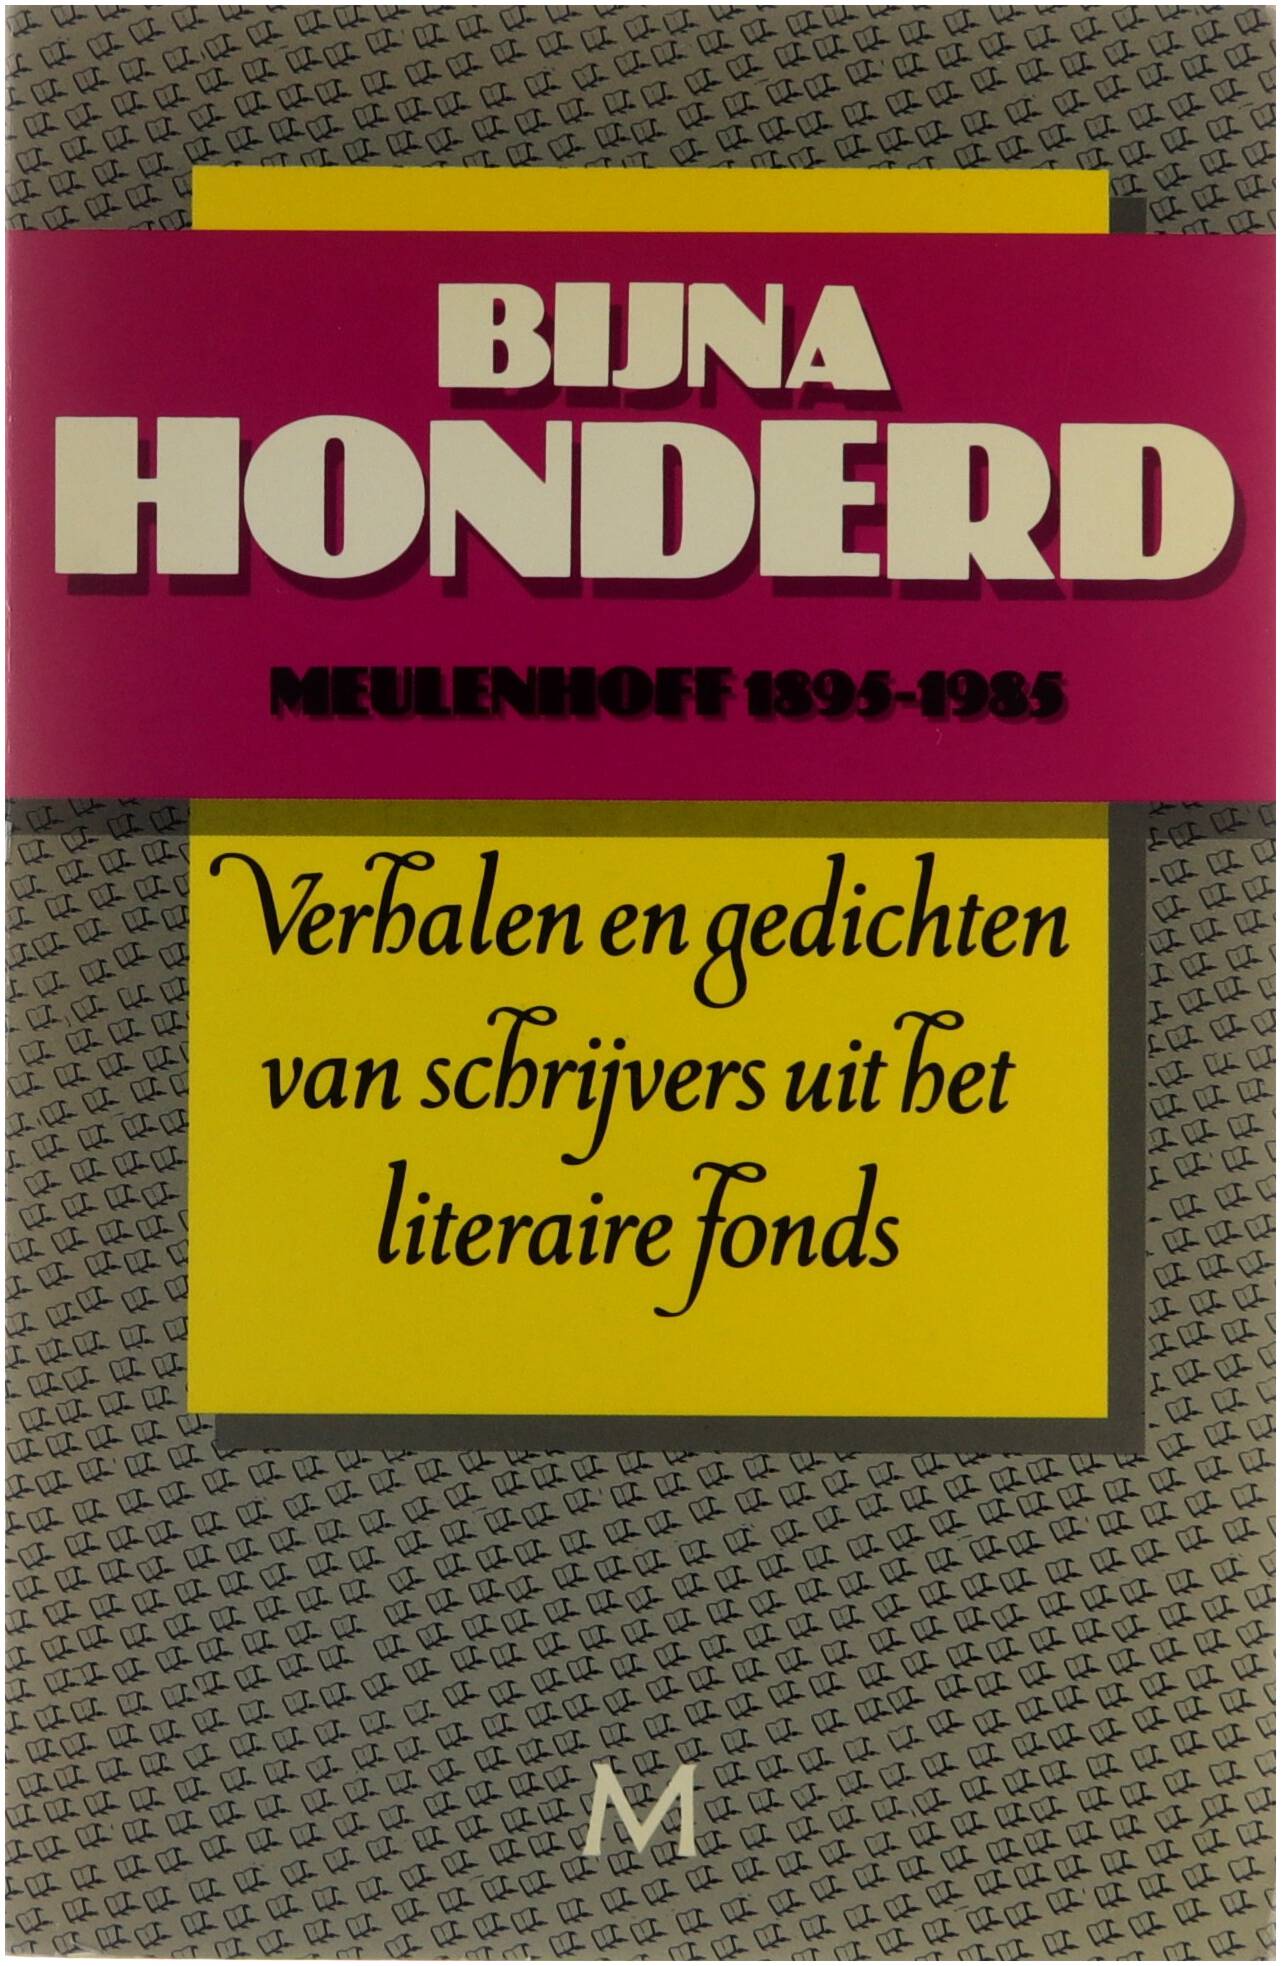 BIJNA
HONDERD
MEULENHOFF 1895-1985
Verhalen en gedichten
van schrijvers uit het
literaire fonds
M